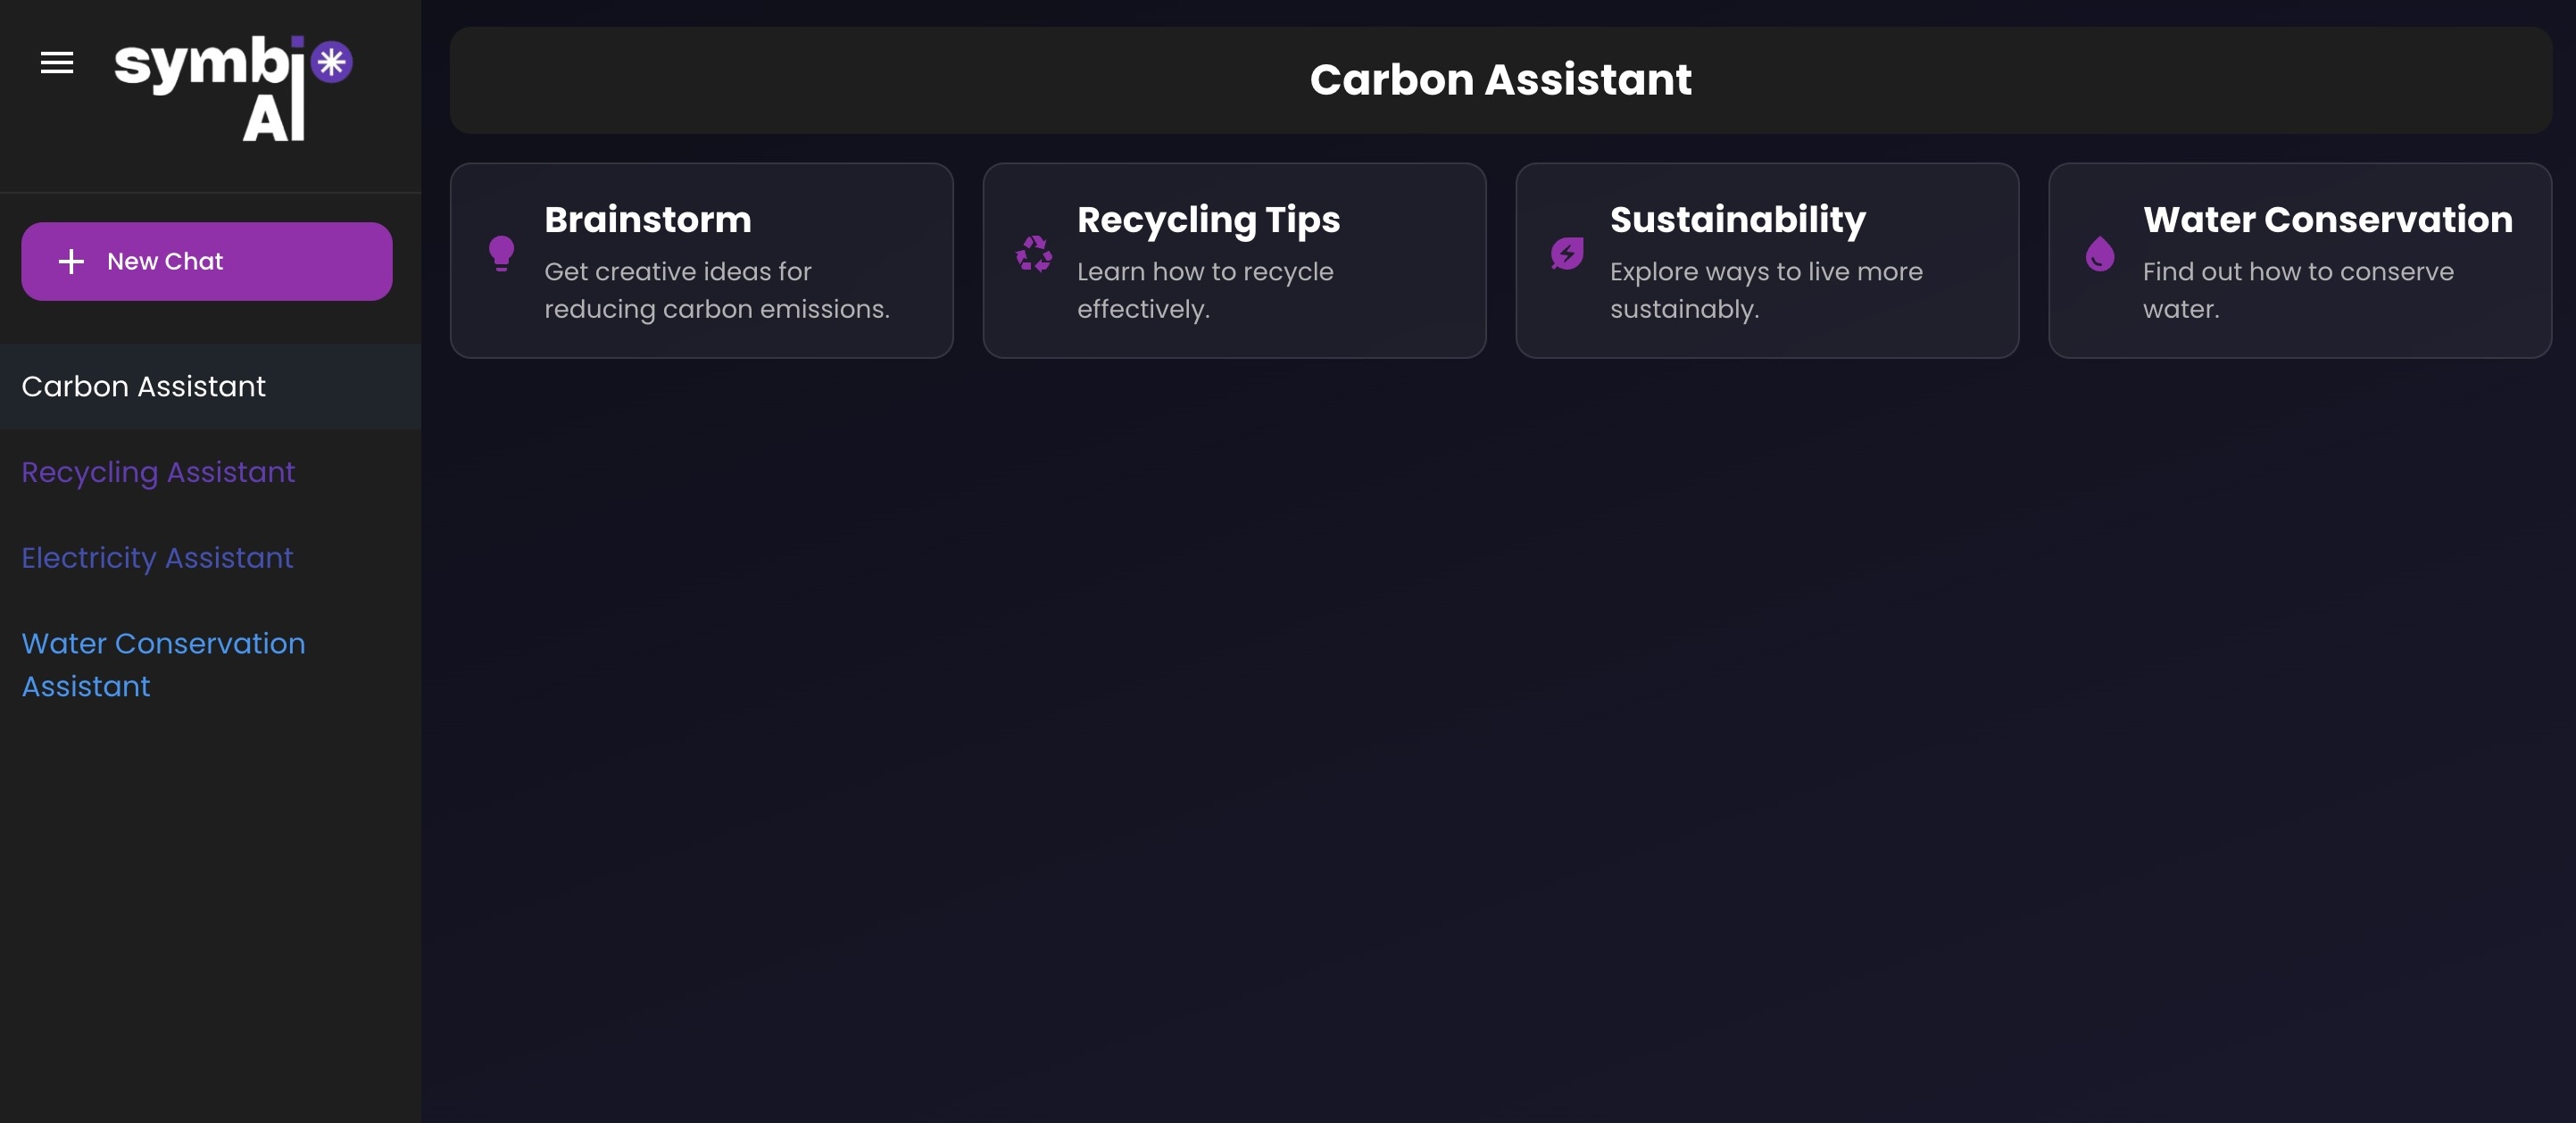 symbio
AI
New Chat
Carbon Assistant
Recycling Assistant
Electricity Assistant
Water Conservation
Assistant
Carbon Assistant
Brainstorm
Get creative ideas for
reducing carbon emissions.
Recycling Tips
Learn how to recycle
effectively.
Sustainability
Explore ways to live more
sustainably.
Water Conservation
Find out how to conserve
water.